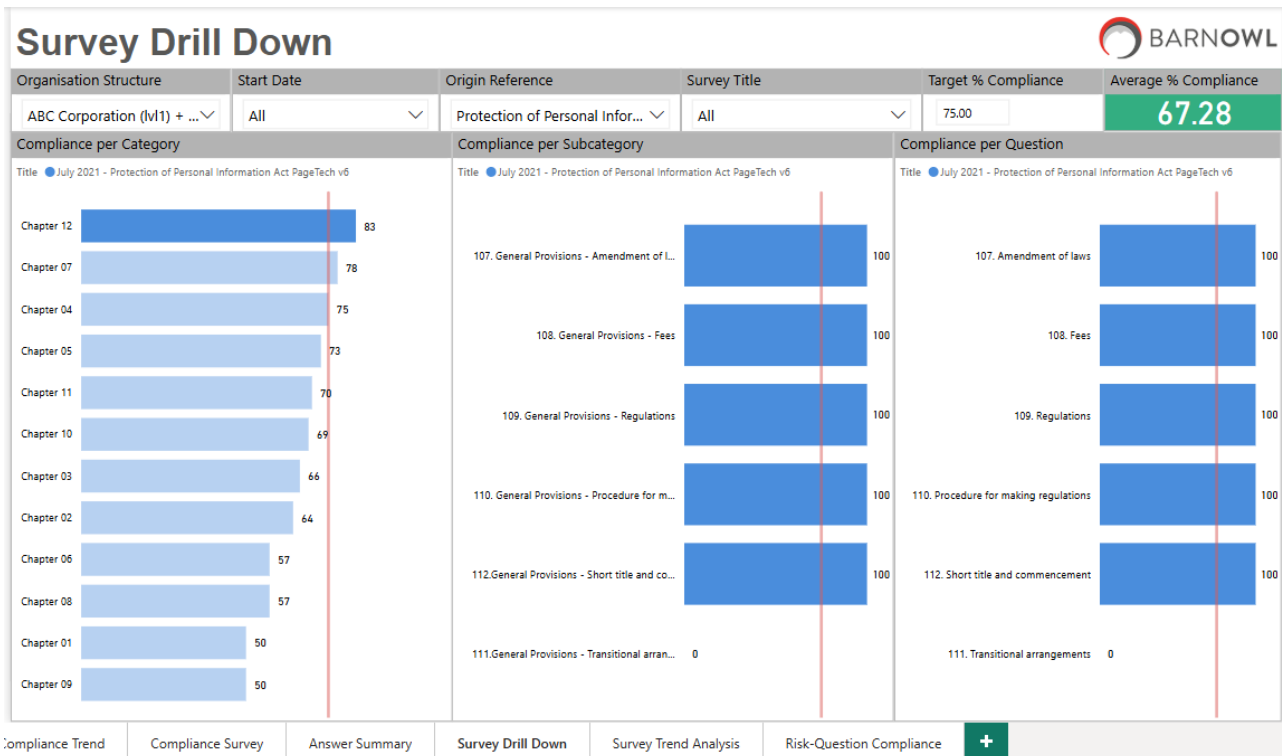 Survey Drill Down
BARNOWL
Organisation Structure
Start Date
Origin Reference
Survey Title
Target % Compliance
Average % Compliance
ABC Corporation (lvl1) + ...
All
Protection of Personal Infor...
All
75.00
67.28
Compliance per Category
Title July 2021 - Protection of Personal Information Act PageTech v6
Chapter 12 83
Chapter 07 78
Chapter 04 75
Chapter 05 73
Chapter 11 70
Chapter 10 69
Chapter 03 66
Chapter 02 64
Chapter 06 57
Chapter 08 57
Chapter 01 50
Chapter 09 50
Compliance per Subcategory
Title July 2021 - Protection of Personal Information Act PageTech v6
107. General Provisions - Amendment of l... 100
108. General Provisions - Fees 100
109. General Provisions - Regulations 100
110. General Provisions - Procedure for m... 100
112.General Provisions - Short title and co... 100
111.General Provisions - Transitional arran... 0
Compliance per Question
Title July 2021 - Protection of Personal Information Act PageTech v6
107. Amendment of laws 100
108. Fees 100
109. Regulations 100
110. Procedure for making regulations 100
112. Short title and commencement 100
111. Transitional arrangements 0
Compliance Trend
Compliance Survey
Answer Summary
Survey Drill Down
Survey Trend Analysis
Risk-Question Compliance
+